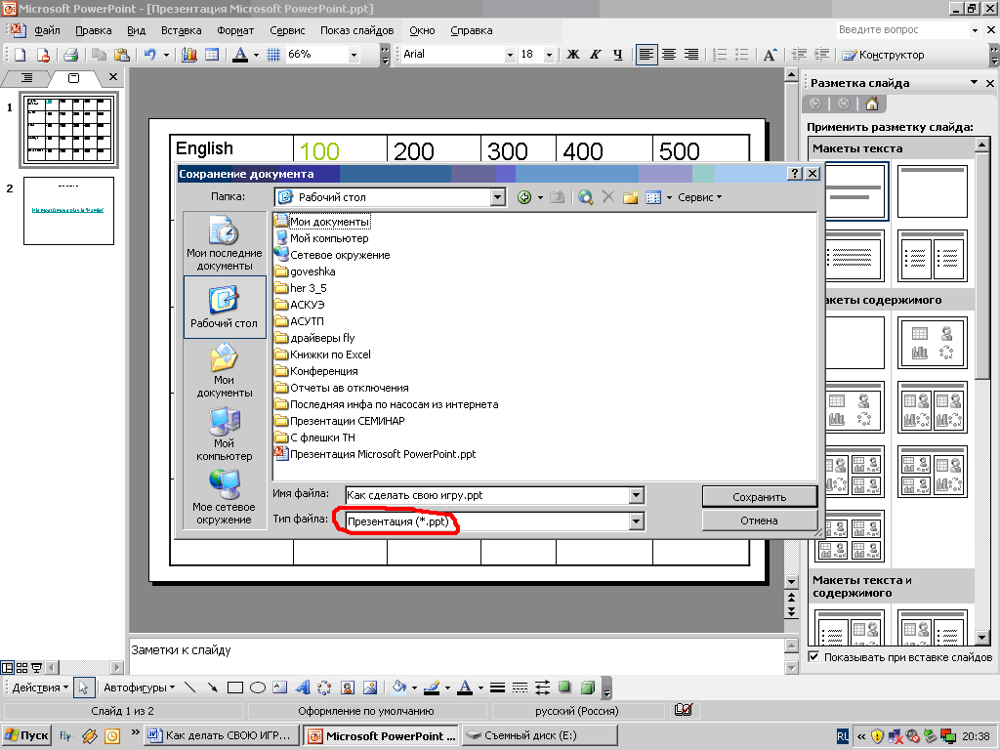 Microsoft PowerPoint - [Презентация Microsoft PowerPoint.ppt]
Файл Правка Вид Вставка Формат Сервис Показ слайдов Окно Справка
Введите вопрос
66% Arial 18 Ж К Ч Конструктор
Разметка слайда
1
Применить разметку слайда:
Макеты текста
English 100 200 300 400 500
Сохранение документа
Папка: Рабочий стол Сервис
2
Мои последние документы
Рабочий стол
Мои документы
Мой компьютер
Мое сетевое окружение
Мои документы
Мой компьютер
Сетевое окружение
goveshka
her 3_5
АСКУЭ
АСУТП
драйверы fly
Книжки по Excel
Конференция
Отчеты ав отключения
Последняя инфа по насосам из интернета
Презентации СЕМИНАР
С флешки ТН
Презентация Microsoft PowerPoint.ppt
Имя файла: Как сделать свою игру.ppt Сохранить
Тип файла: Презентация (*.ppt) Отмена
акеты содержимого
Макеты текста и
содержимого
Показывать при вставке слайдов
Заметки к слайду
Действия Автофигуры
Слайд 1 из 2 Оформление по умолчанию русский (Россия)
Пуск fly Как сделать СВОЮ ИГР... Microsoft PowerPoint ... Съемный диск (E:) RL 20:38